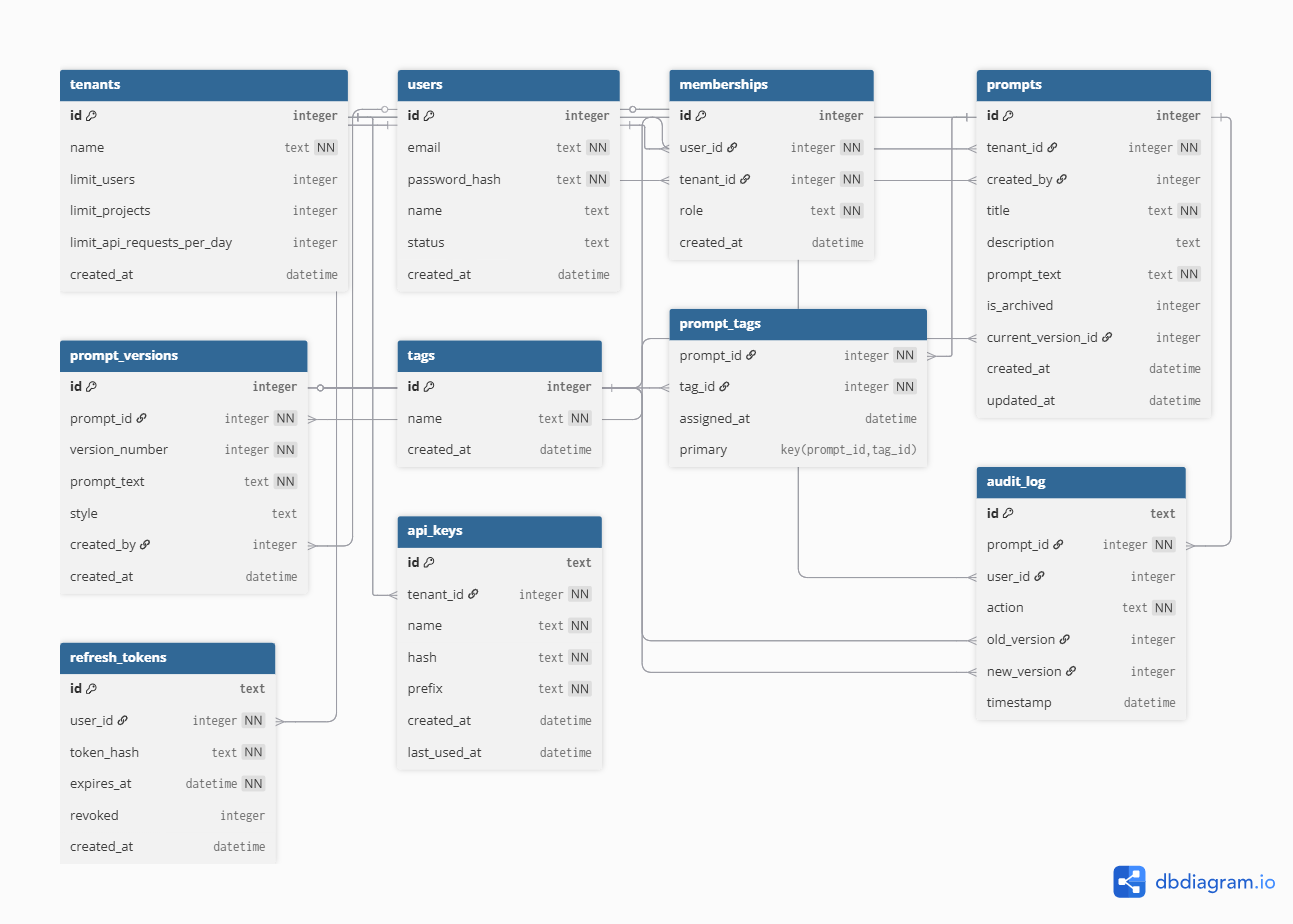 tenants
id integer
name text NN
limit_users integer
limit_projects integer
limit_api_requests_per_day integer
created_at datetime
users
id integer
email text NN
password_hash text NN
name text
status text
created_at datetime
memberships
id integer
user_id integer NN
tenant_id integer NN
role text NN
created_at datetime
prompts
id integer
tenant_id integer NN
created_by integer
title text NN
description text
prompt_text text NN
is_archived integer
current_version_id integer
created_at datetime
updated_at datetime
prompt_versions
id integer
prompt_id integer NN
version_number integer NN
prompt_text text NN
style text
created_by integer
created_at datetime
tags
id integer
name text NN
created_at datetime
prompt_tags
prompt_id integer NN
tag_id integer NN
assigned_at datetime
primary key(prompt_id,tag_id)
api_keys
id text
tenant_id integer NN
name text NN
hash text NN
prefix text NN
created_at datetime
last_used_at datetime
audit_log
id text
prompt_id integer NN
user_id integer
action text NN
old_version integer
new_version integer
timestamp datetime
refresh_tokens
id text
user_id integer NN
token_hash text NN
expires_at datetime NN
revoked integer
created_at datetime
dbdiagram.io